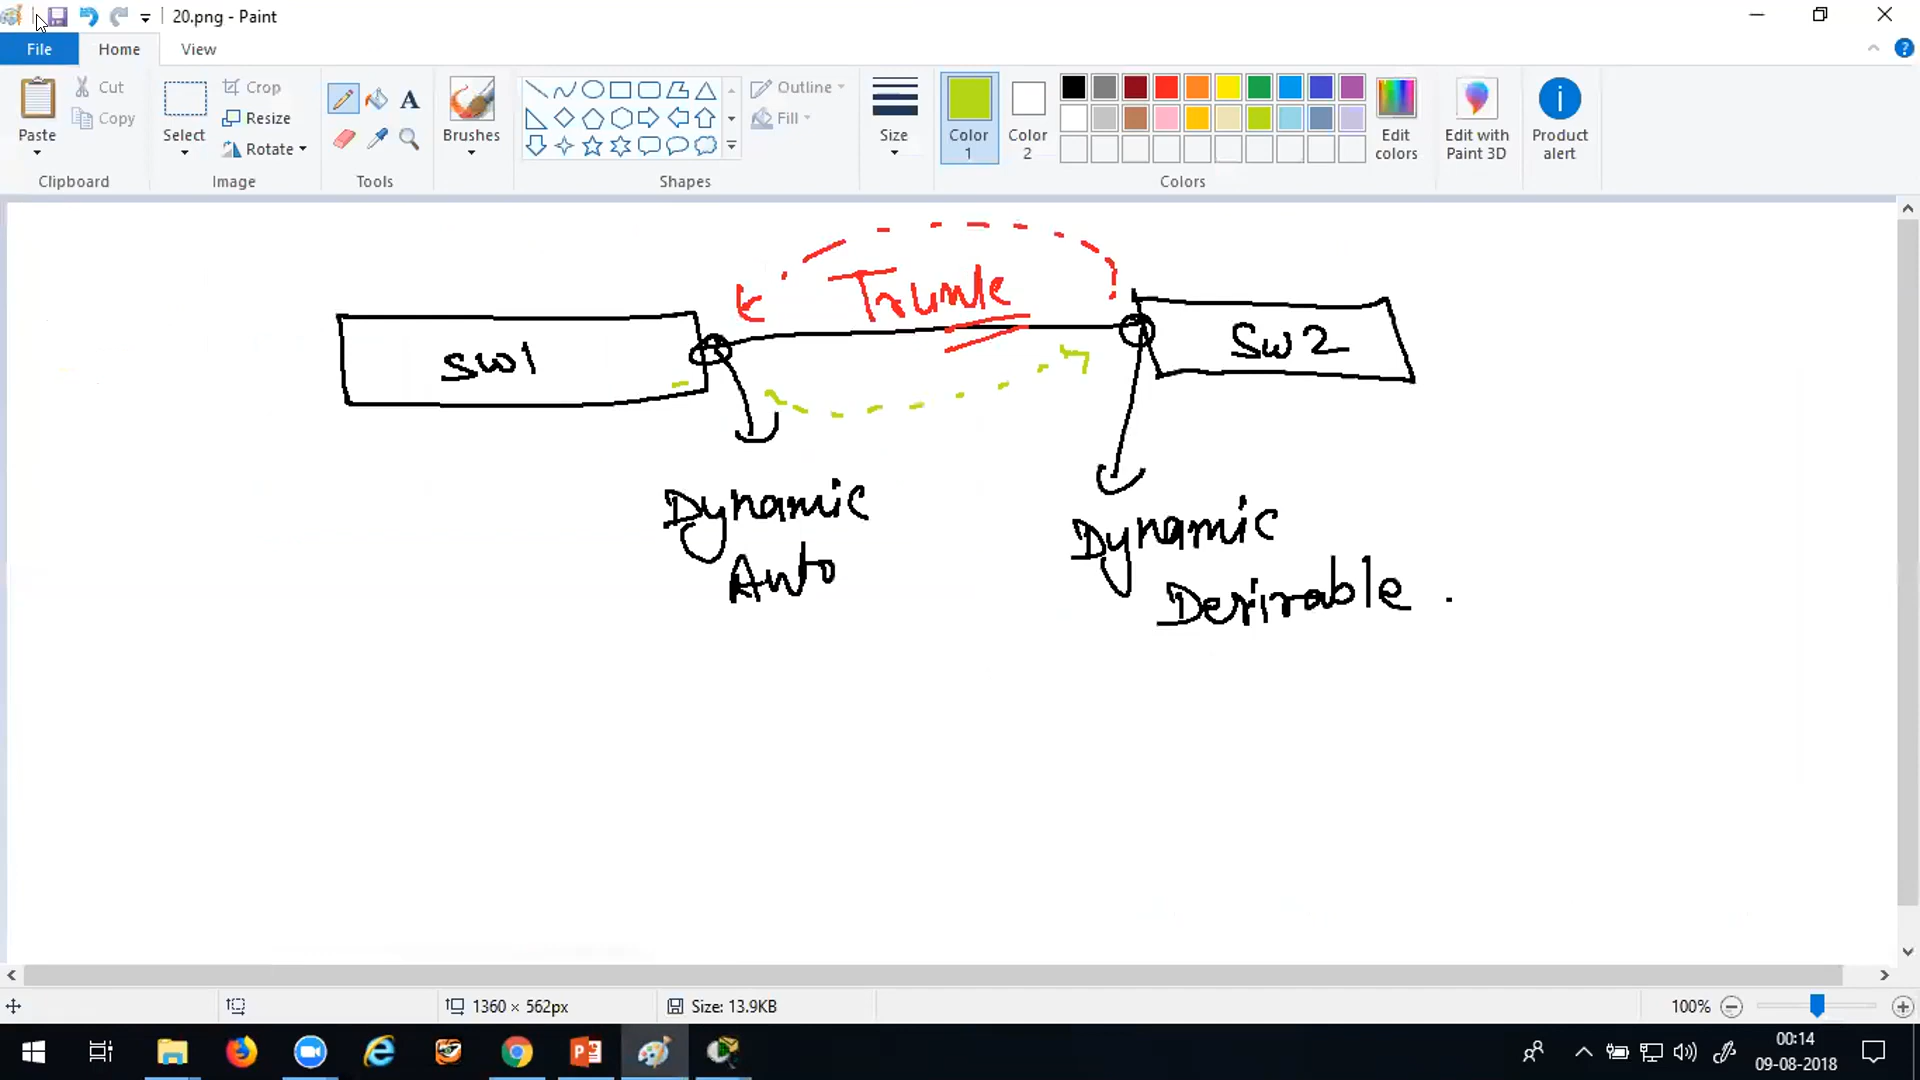 20.png - Paint
File Home View
Paste
Cut
Copy
Clipboard
Select
Crop
Resize
Rotate
Image
Tools
Brushes
Shapes
Outline
Fill
Size
Color 1
Color 2
Colors
Edit colors
Edit with Paint 3D
Product alert
Trunk
SW1
SW2
Dynamic
Auto
Dynamic
Desirable .
1360 × 562px
Size: 13.9KB
100%
00:14
09-08-2018